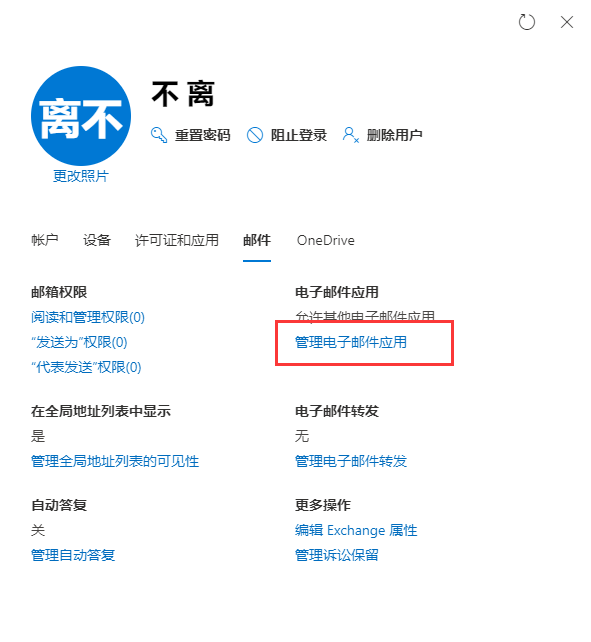 不 离
离不
重置密码 阻止登录 删除用户
更改照片
帐户 设备 许可证和应用 邮件 OneDrive
邮箱权限
阅读和管理权限(0)
“发送为”权限(0)
“代表发送”权限(0)
电子邮件应用
允许其他电子邮件应用
管理电子邮件应用
在全局地址列表中显示
是
管理全局地址列表的可见性
电子邮件转发
无
管理电子邮件转发
自动答复
关
管理自动答复
更多操作
编辑 Exchange 属性
管理诉讼保留